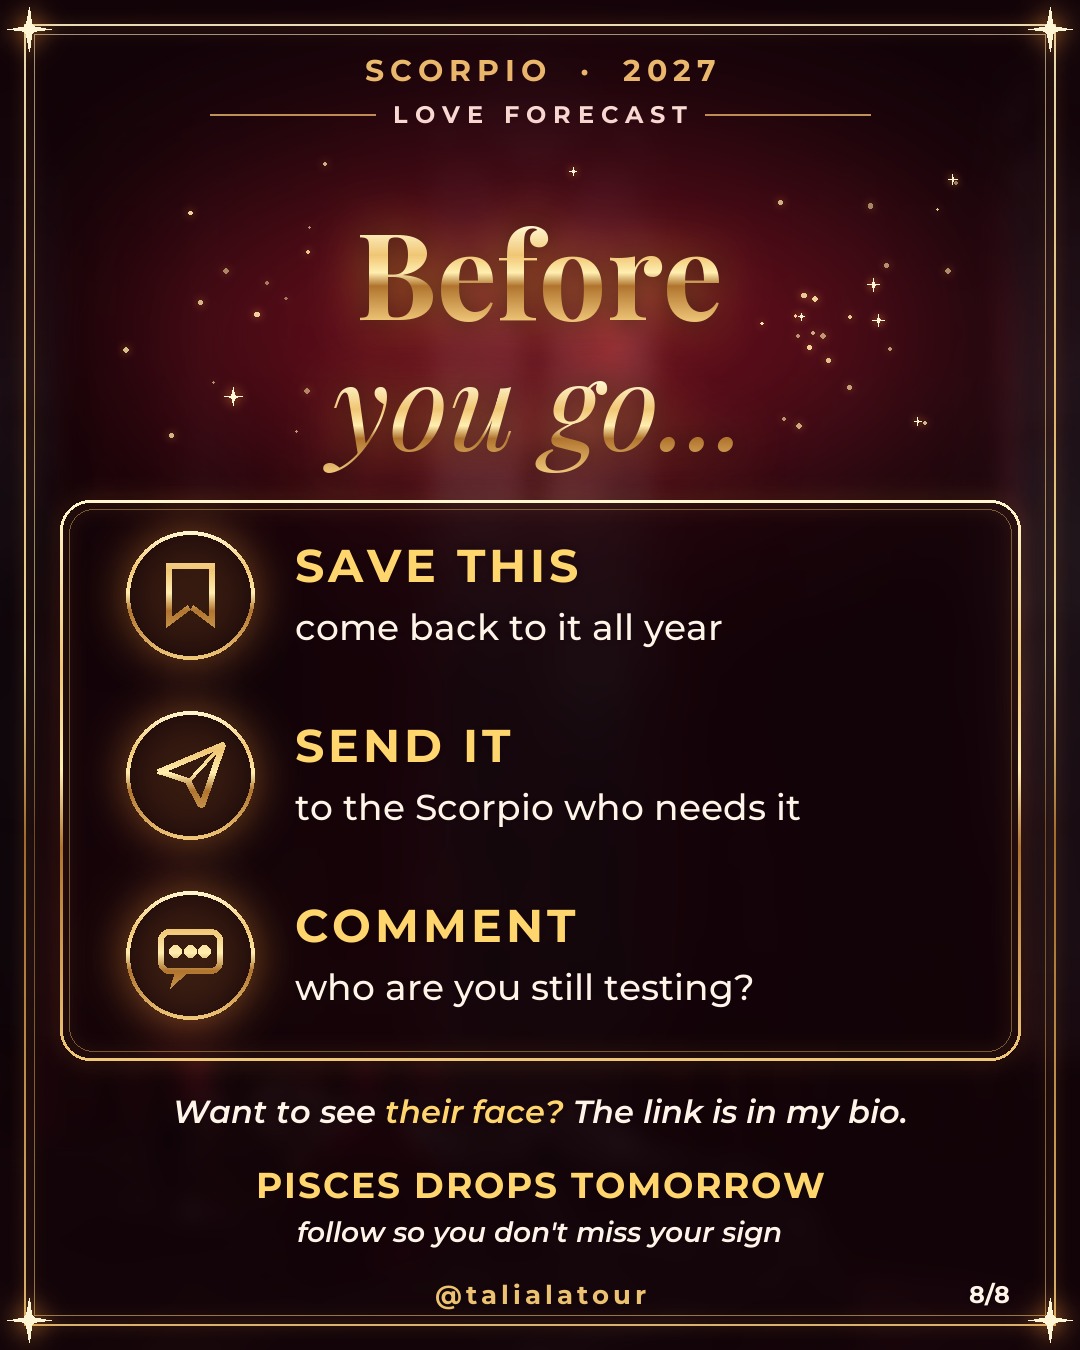 SCORPIO · 2027
LOVE FORECAST
Before
you go...
SAVE THIS
come back to it all year
SEND IT
to the Scorpio who needs it
COMMENT
who are you still testing?
Want to see their face? The link is in my bio.
PISCES DROPS TOMORROW
follow so you don't miss your sign
@talialatour
8/8